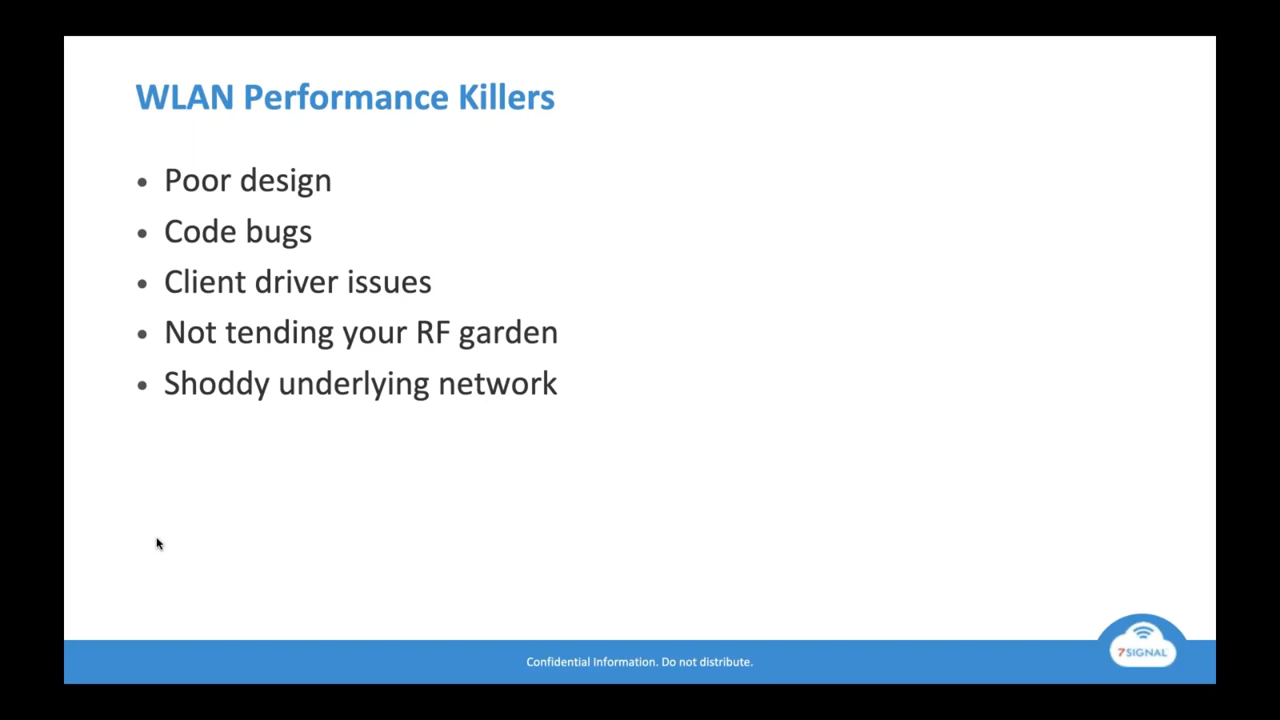 WLAN Performance Killers
• Poor design
• Code bugs
• Client driver issues
• Not tending your RF garden
• Shoddy underlying network
Confidential Information. Do not distribute.
7SIGNAL